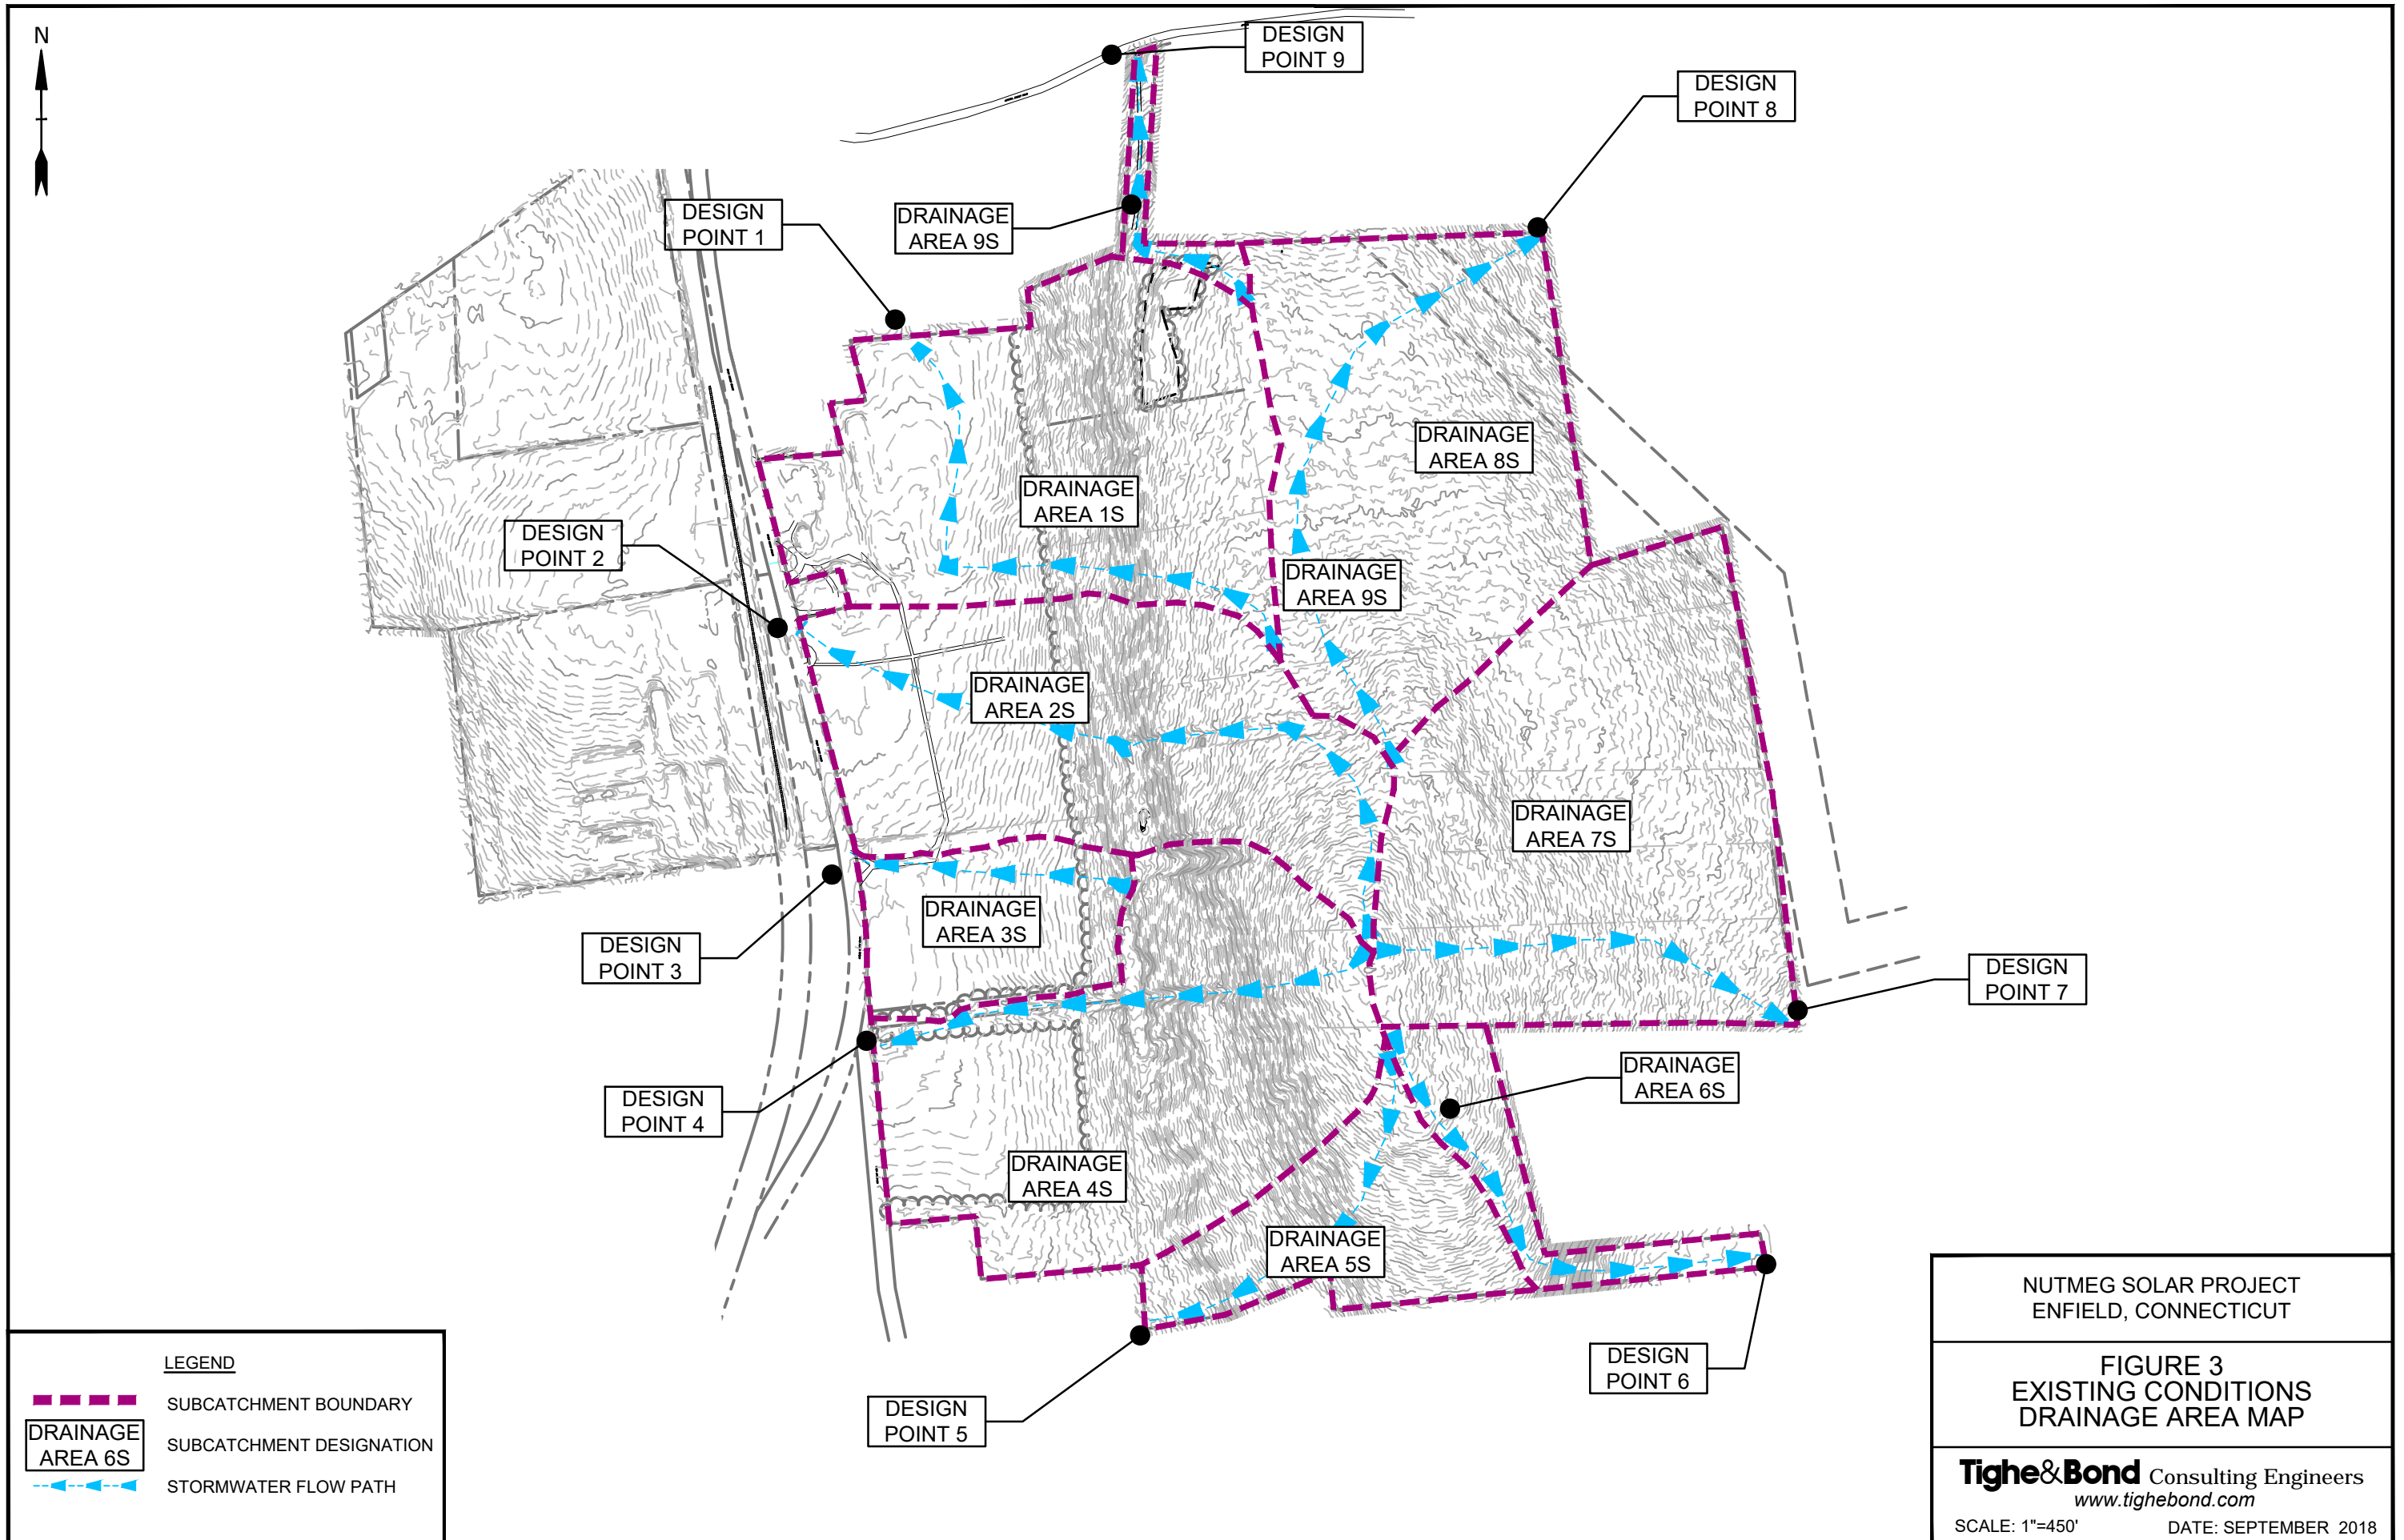 N
DESIGN
POINT 9
DESIGN
POINT 8
DESIGN
POINT 1
DRAINAGE
AREA 9S
DRAINAGE
AREA 8S
DRAINAGE
AREA 1S
DESIGN
POINT 2
DRAINAGE
AREA 9S
DRAINAGE
AREA 2S
DRAINAGE
AREA 7S
DRAINAGE
AREA 3S
DESIGN
POINT 3
DESIGN
POINT 7
DRAINAGE
AREA 6S
DESIGN
POINT 4
DRAINAGE
AREA 4S
DRAINAGE
AREA 5S
DESIGN
POINT 6
DESIGN
POINT 5
LEGEND
SUBCATCHMENT BOUNDARY
DRAINAGE
AREA 6S
SUBCATCHMENT DESIGNATION
STORMWATER FLOW PATH
NUTMEG SOLAR PROJECT
ENFIELD, CONNECTICUT
FIGURE 3
EXISTING CONDITIONS
DRAINAGE AREA MAP
Tighe&Bond Consulting Engineers
www.tighebond.com
SCALE: 1"=450' DATE: SEPTEMBER 2018